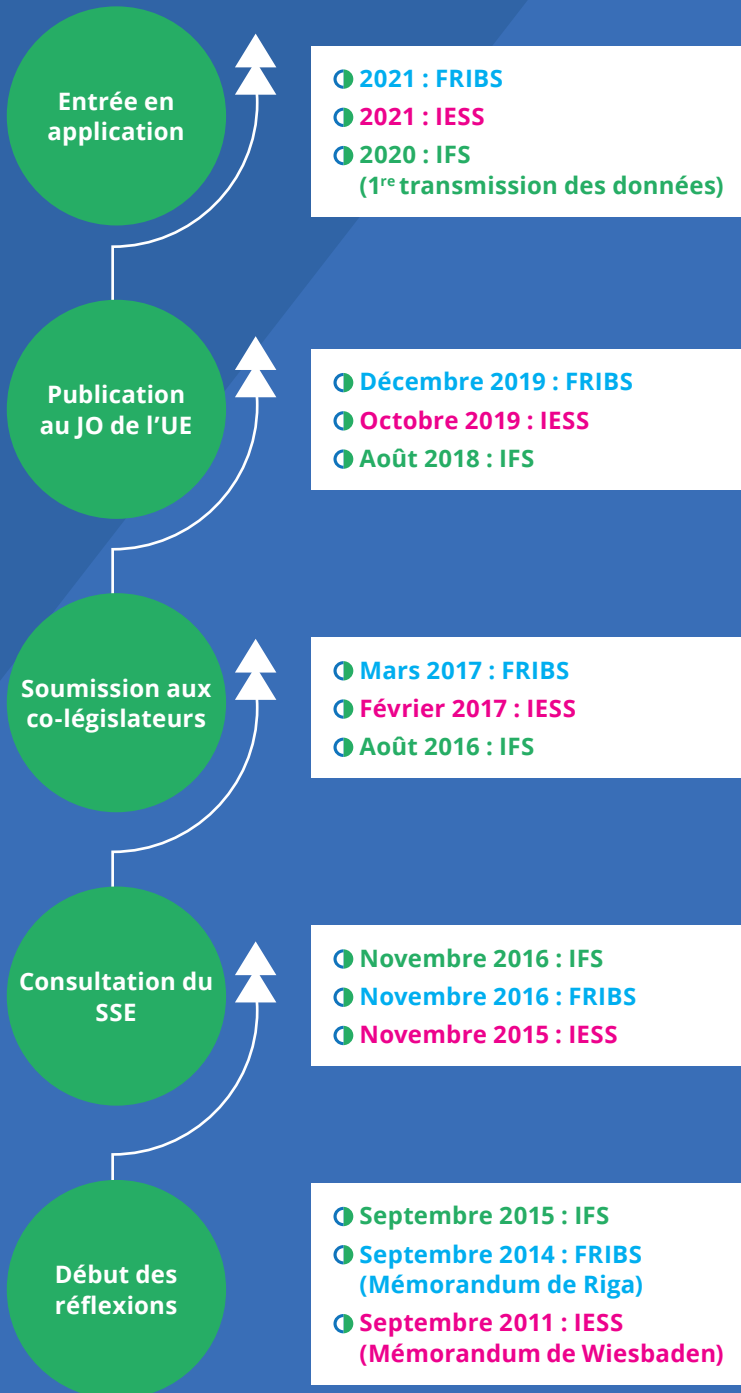 Entrée en
application
2021 : FRIBS
2021 : IESS
2020 : IFS
(1re transmission des données)
Publication
au JO de l’UE
Décembre 2019 : FRIBS
Octobre 2019 : IESS
Août 2018 : IFS
Soumission aux
co-législateurs
Mars 2017 : FRIBS
Février 2017 : IESS
Août 2016 : IFS
Consultation du
SSE
Novembre 2016 : IFS
Novembre 2016 : FRIBS
Novembre 2015 : IESS
Début des
réflexions
Septembre 2015 : IFS
Septembre 2014 : FRIBS
(Mémorandum de Riga)
Septembre 2011 : IESS
(Mémorandum de Wiesbaden)